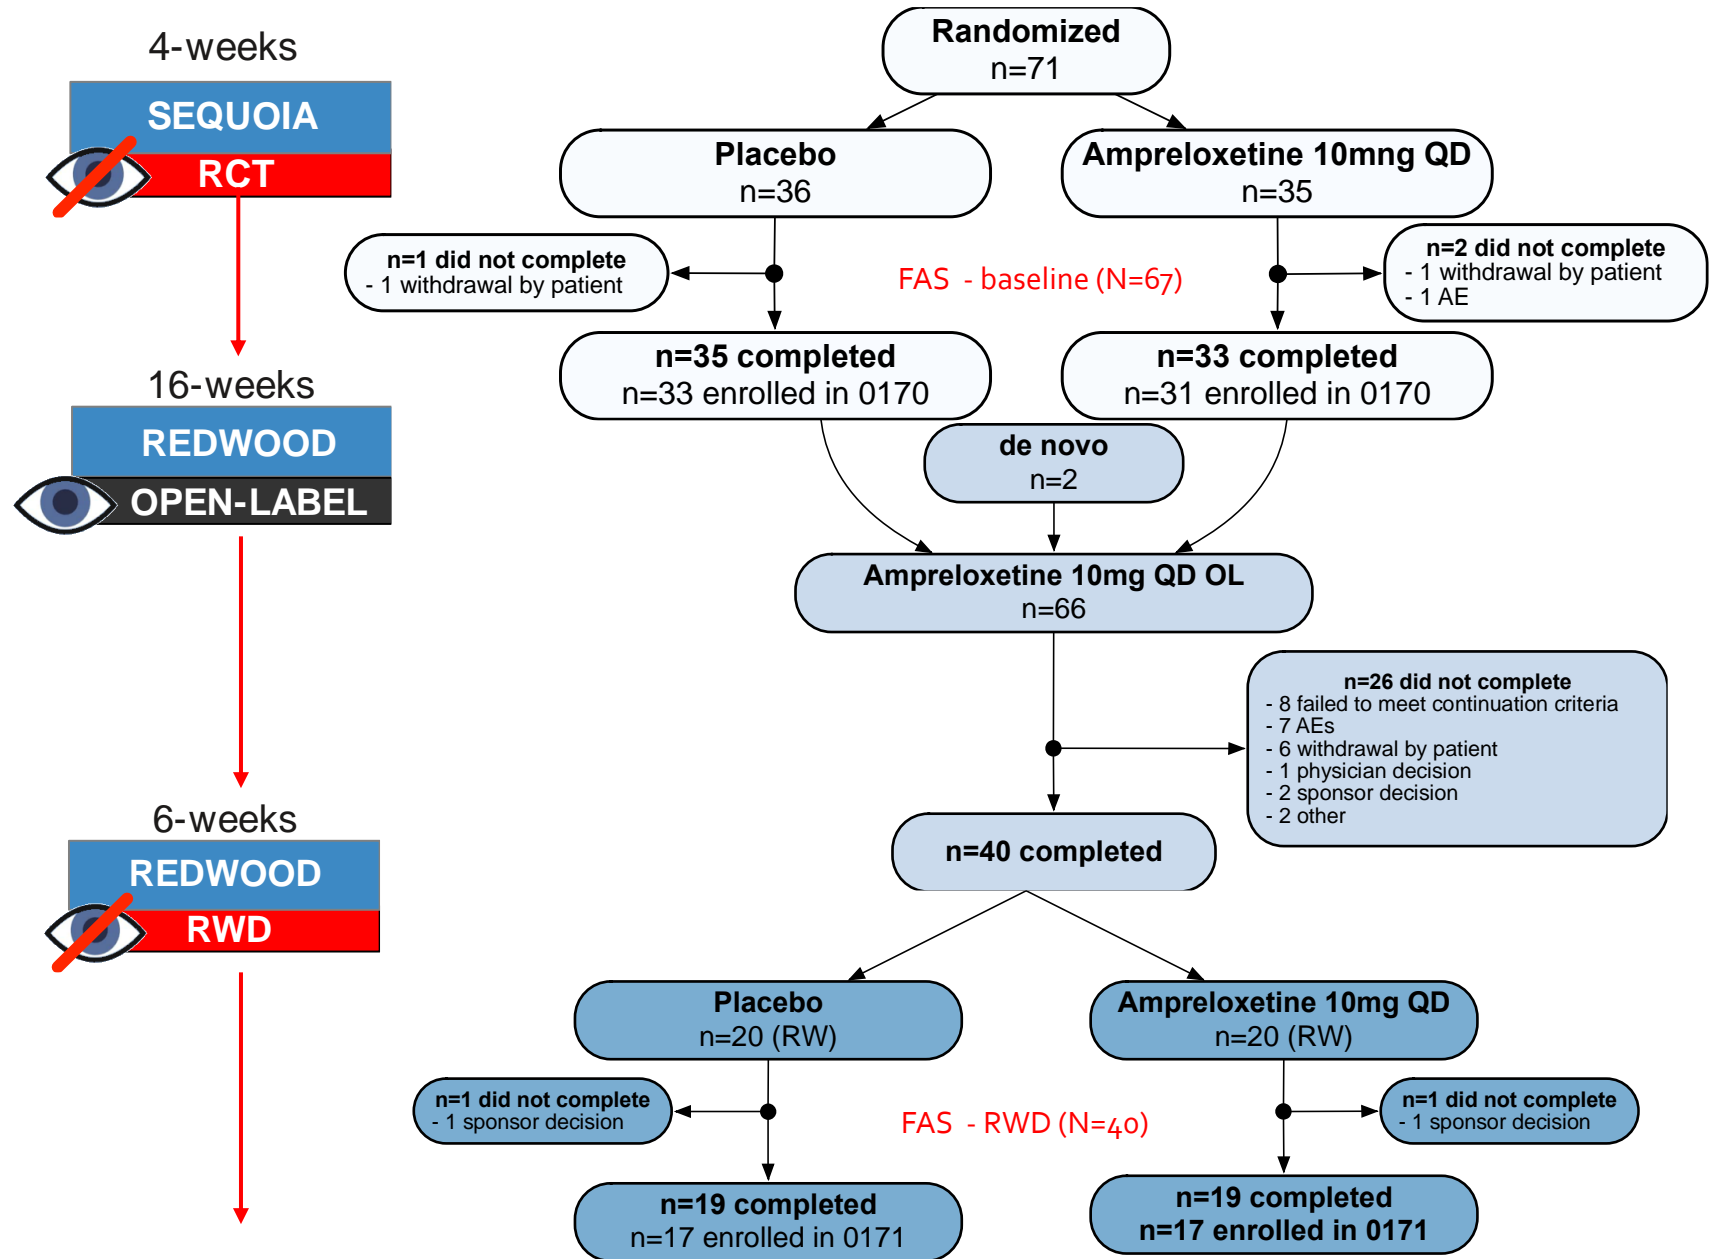 4-weeks
SEQUOIA
RCT
Randomized
n=71
Placebo
n=36
Ampreloxetine 10mng QD
n=35
n=1 did not complete
- 1 withdrawal by patient
FAS - baseline (N=67)
n=2 did not complete
- 1 withdrawal by patient
- 1 AE
n=35 completed
n=33 enrolled in 0170
n=33 completed
n=31 enrolled in 0170
16-weeks
REDWOOD
OPEN-LABEL
de novo
n=2
Ampreloxetine 10mg QD OL
n=66
n=26 did not complete
- 8 failed to meet continuation criteria
- 7 AEs
- 6 withdrawal by patient
- 1 physician decision
- 2 sponsor decision
- 2 other
n=40 completed
6-weeks
REDWOOD
RWD
Placebo
n=20 (RW)
Ampreloxetine 10mg QD
n=20 (RW)
n=1 did not complete
- 1 sponsor decision
FAS - RWD (N=40)
n=1 did not complete
- 1 sponsor decision
n=19 completed
n=17 enrolled in 0171
n=19 completed
n=17 enrolled in 0171